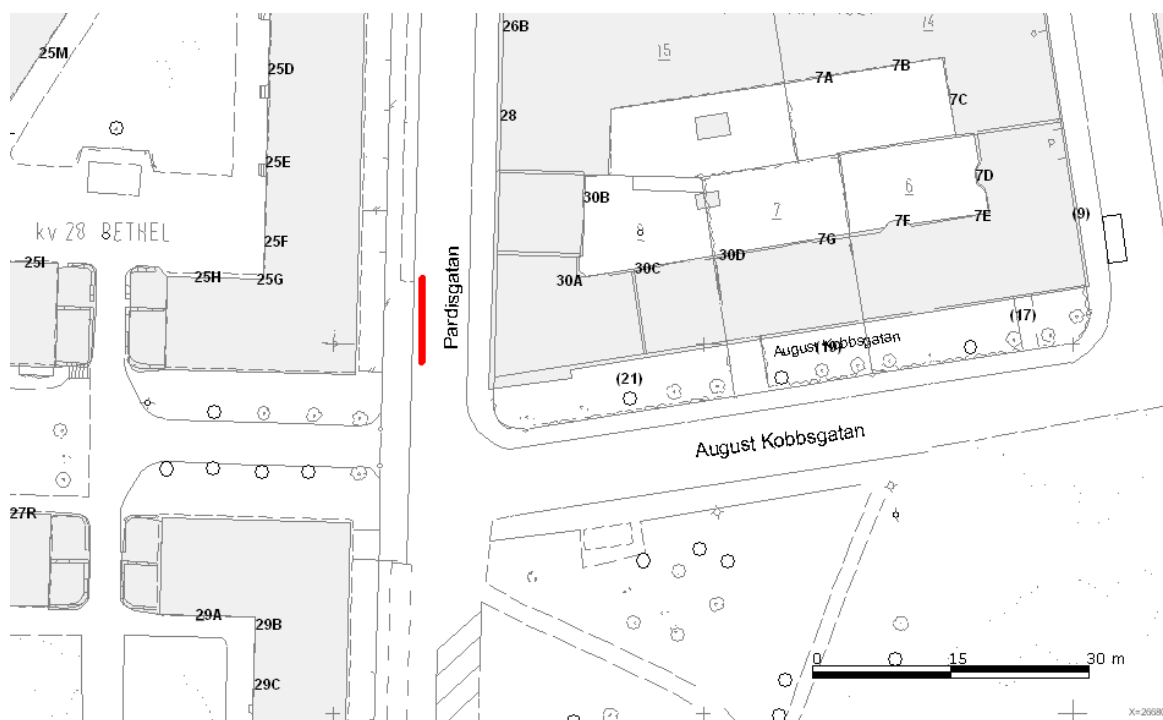 26B
15
14
25M
25D
7A
7B
7C
28
25E
6
7D
30B
7
7E
7F
(9)
kv 28 BETHEL
8
25F
7G
30D
25I
25H
25G
30A
30C
Pardisgatan
(17)
August Kobbsgatan
(19)
(21)
August Kobbsgatan
27R
29A
29B
29C
0
15
30 m